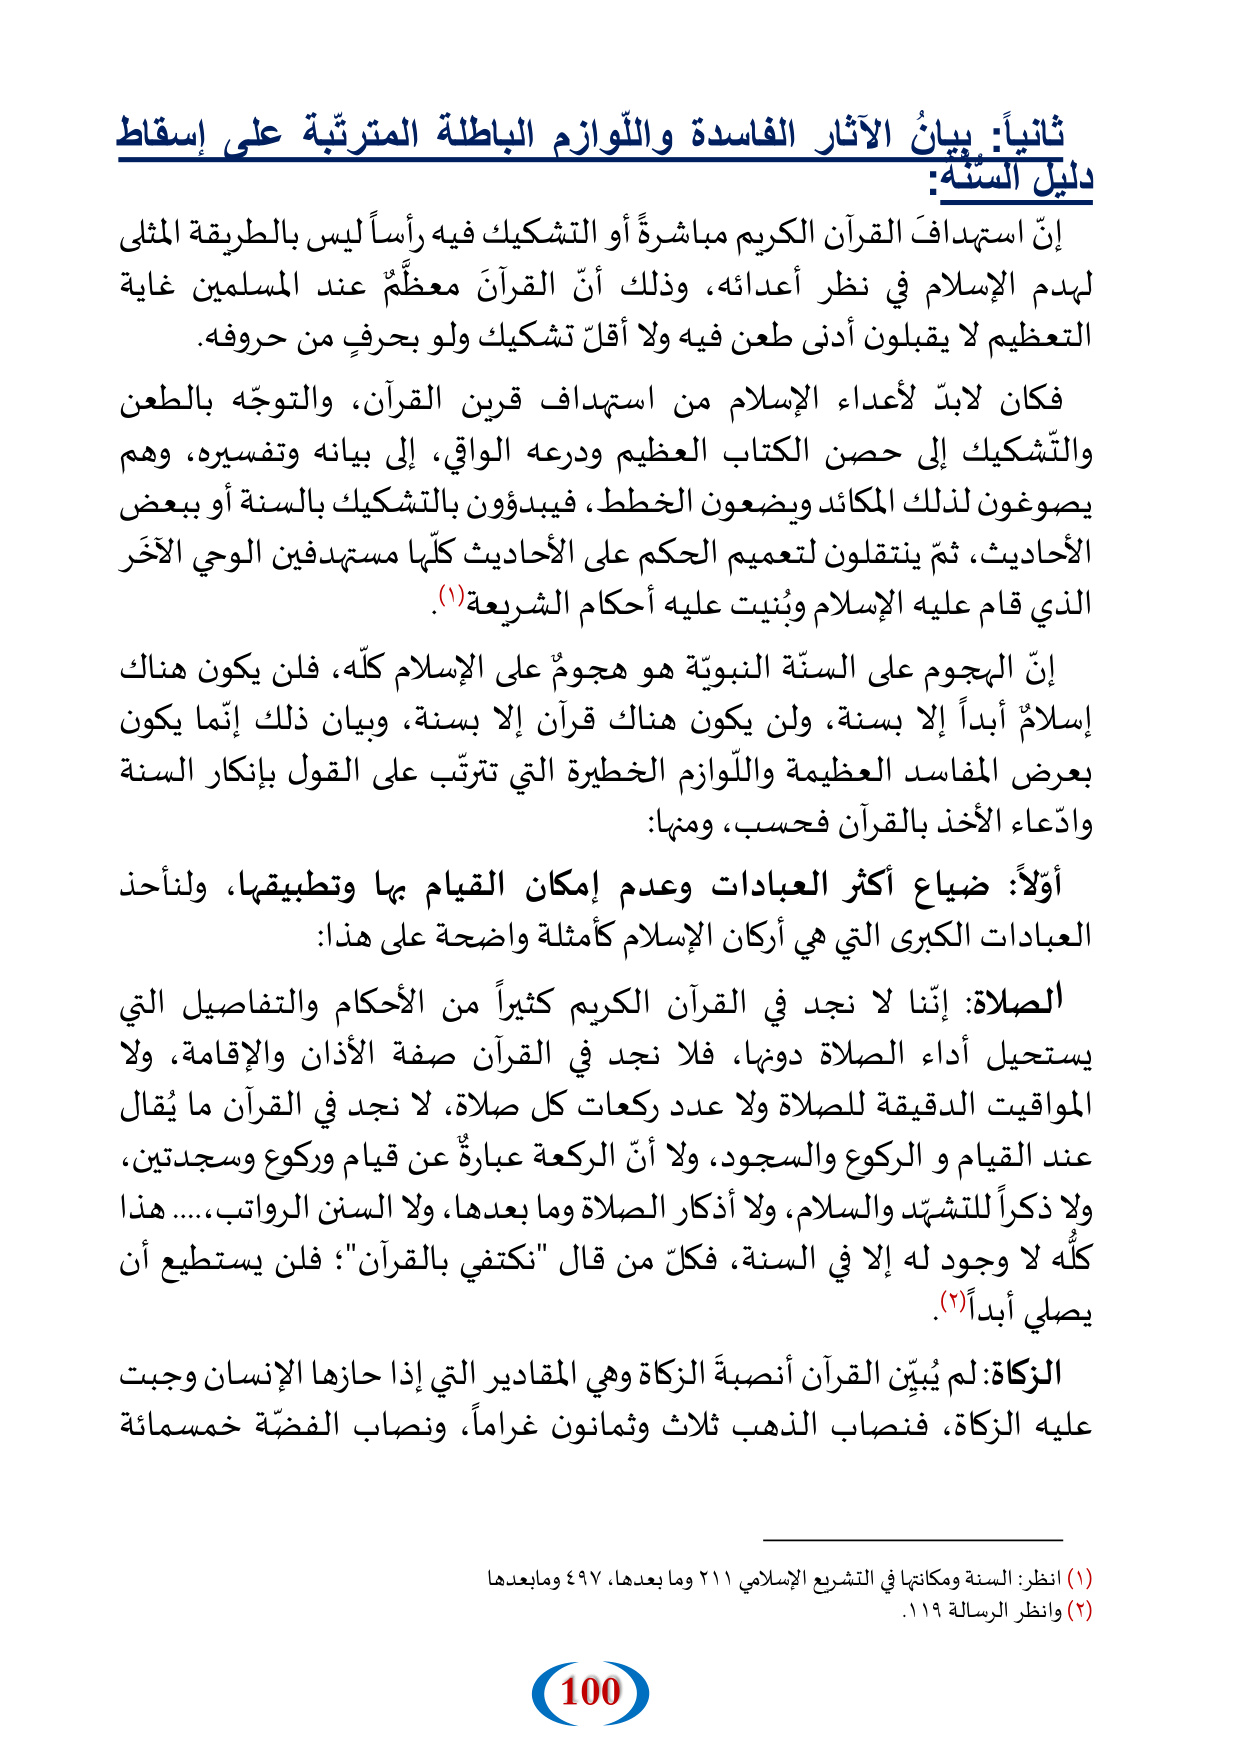 ثانياً: بيانُ الآثار الفاسدة واللّوازم الباطلة المترتّبة على إسقاط
دليل السُّنَّة:
إنّ استهدافَ القرآن الكريم مباشرةً أو التشكيك فيه رأساً ليس بالطريقة المثلى
لهدم الإسلام في نظر أعدائه، وذلك أنّ القرآنَ معظَّمٌ عند المسلمين غاية
التعظيم لا يقبلون أدنى طعن فيه ولا أقلّ تشكيك ولو بحرفٍ من حروفه.
فكان لابدّ لأعداء الإسلام من استهداف قرين القرآن، والتوجّه بالطعن
والتّشكيك إلى حصن الكتاب العظيم ودرعه الواقي، إلى بيانه وتفسيره، وهم
يصوغون لذلك المكائد ويضعون الخطط، فيبدؤون بالتشكيك بالسنة أو ببعض
الأحاديث، ثمّ ينتقلون لتعميم الحكم على الأحاديث كلّها مستهدفين الوحي الآخَر
الذي قام عليه الإسلام وبُنيت عليه أحكام الشريعة(١).
إنّ الهجوم على السنّة النبويّة هو هجومٌ على الإسلام كلّه، فلن يكون هناك
إسلامٌ أبداً إلا بسنة، ولن يكون هناك قرآن إلا بسنة، وبيان ذلك إنّما يكون
بعرض المفاسد العظيمة واللّوازم الخطيرة التي تترتّب على القول بإنكار السنة
وادّعاء الأخذ بالقرآن فحسب، ومنها:
أوّلاً: ضياع أكثر العبادات وعدم إمكان القيام بها وتطبيقها، ولنأخذ
العبادات الكبرى التي هي أركان الإسلام كأمثلة واضحة على هذا:
الصلاة: إنّنا لا نجد في القرآن الكريم كثيراً من الأحكام والتفاصيل التي
يستحيل أداء الصلاة دونها، فلا نجد في القرآن صفة الأذان والإقامة، ولا
المواقيت الدقيقة للصلاة ولا عدد ركعات كل صلاة، لا نجد في القرآن ما يُقال
عند القيام و الركوع والسجود، ولا أنّ الركعة عبارةٌ عن قيام وركوع وسجدتين،
ولا ذكراً للتشهّد والسلام، ولا أذكار الصلاة وما بعدها، ولا السنن الرواتب،.... هذا
كلُّه لا وجود له إلا في السنة، فكلّ من قال "نكتفي بالقرآن"؛ فلن يستطيع أن
يصلي أبداً(٢).
الزكاة: لم يُبيِّن القرآن أنصبةَ الزكاة وهي المقادير التي إذا حازها الإنسان وجبت
عليه الزكاة، فنصاب الذهب ثلاث وثمانون غراماً، ونصاب الفضّة خمسمائة
(١) انظر: السنة ومكانتها في التشريع الإسلامي ٢١١ وما بعدها، ٤٩٧ ومابعدها
(٢) وانظر الرسالة ١١٩.
100